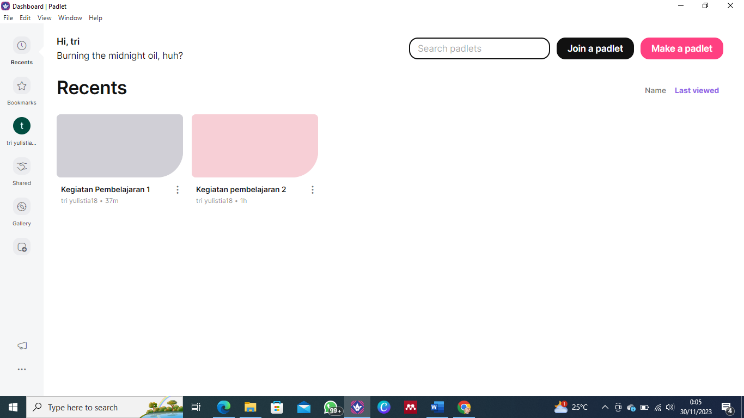 Dashboard | Padlet
File Edit View Window Help
Hi, tri
Burning the midnight oil, huh?
Search padlets
Join a padlet
Make a padlet
Recents
Bookmarks
t
tri yulistia...
Shared
Gallery
Recents
Name Last viewed
Kegiatan Pembelajaran 1
tri yulistia18 • 37m
Kegiatan pembelajaran 2
tri yulistia18 • 1h
Type here to search
99+
25°C
0:05
30/11/2023